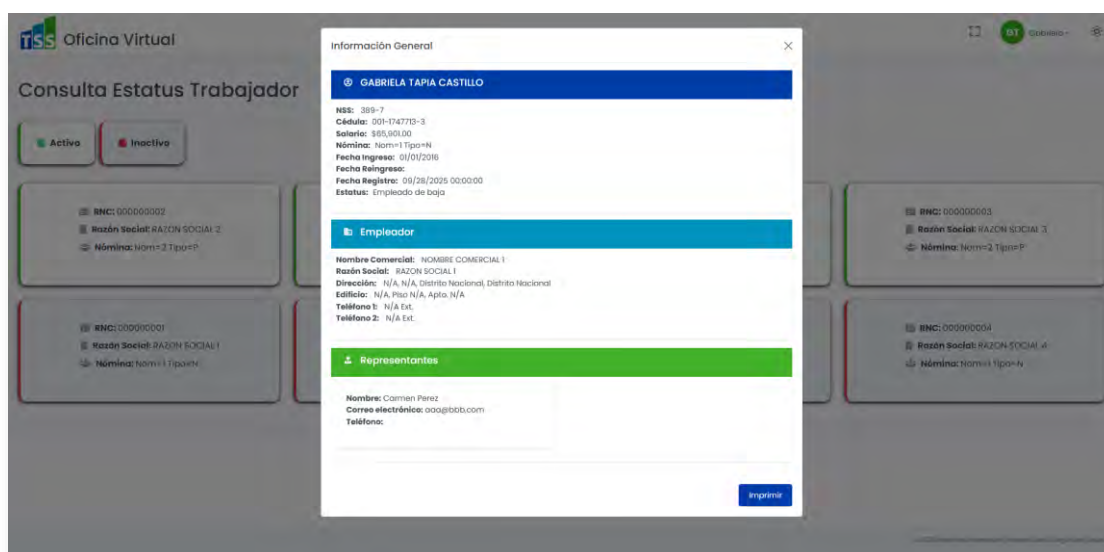 TSS Oficina Virtual
GT
Consulta Estatus Trabajador
Activo
Inactivo
RNC: 000000002
Razón Social: RAZON SOCIAL 2
Nómina: Nom=2 Tipo=P
RNC: 000000003
Razón Social: RAZON SOCIAL 3
Nómina: Nom=2 Tipo=P
RNC: 000000001
Razón Social: RAZON SOCIAL 1
Nómina: Nom=1 Tipo=N
RNC: 000000004
Razón Social: RAZON SOCIAL 4
Nómina: Nom=1 Tipo=N
Información General
GABRIELA TAPIA CASTILLO
NSS: 389-7
Cédula: 001-1747713-3
Salario: $65,901.00
Nómina: Nom=1 Tipo=N
Fecha Ingreso: 01/01/2016
Fecha Reingreso:
Fecha Registro: 09/28/2025 00:00:00
Estatus: Empleado de baja
Empleador
Nombre Comercial: NOMBRE COMERCIAL 1
Razón Social: RAZON SOCIAL 1
Dirección: N/A, N/A, Distrito Nacional, Distrito Nacional
Edificio: N/A, Piso N/A, Apto. N/A
Teléfono 1: N/A Ext.
Teléfono 2: N/A Ext.
Representantes
Nombre: Carmen Perez
Correo electrónico: aaa@bbb.com
Teléfono:
Imprimir